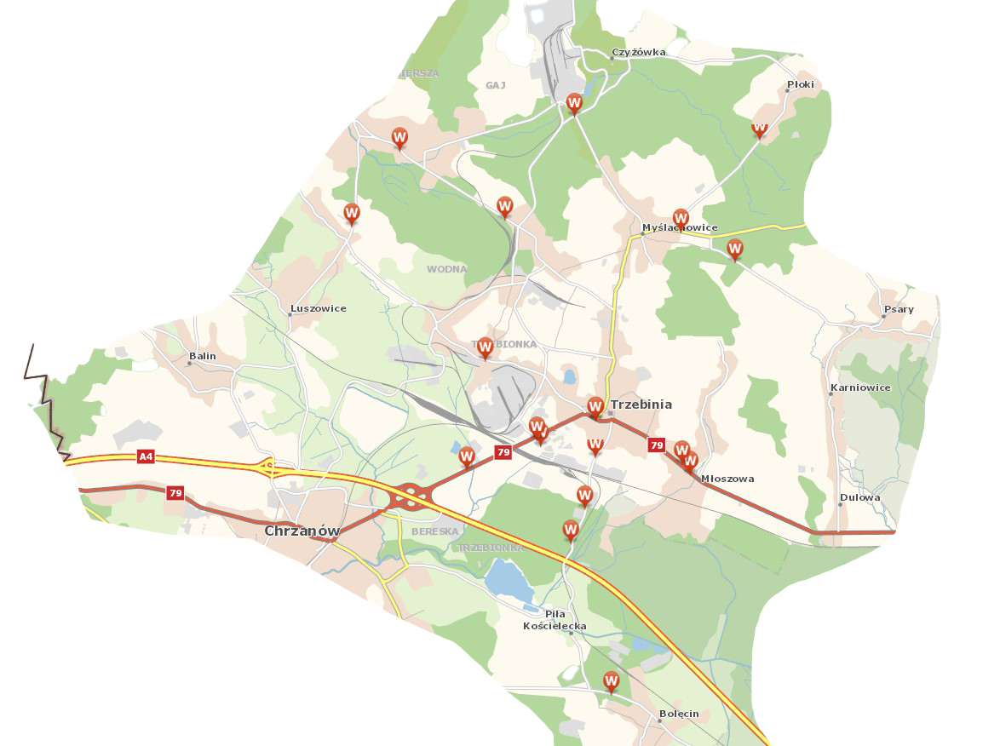 Czyżówka
GAJ
Płoki
W
W
W
W
W
W
Myślachowice
W
WODNA
Luszowice
Psary
W
Balin
Karniowice
W
Trzebinia
W
W
79
79
W
W
W
A4
W
Młoszowa
79
W
Dulowa
Chrzanów
BERESKA
W
TRZEBIONKA
Piła
Kościelecka
W
Bolęcin